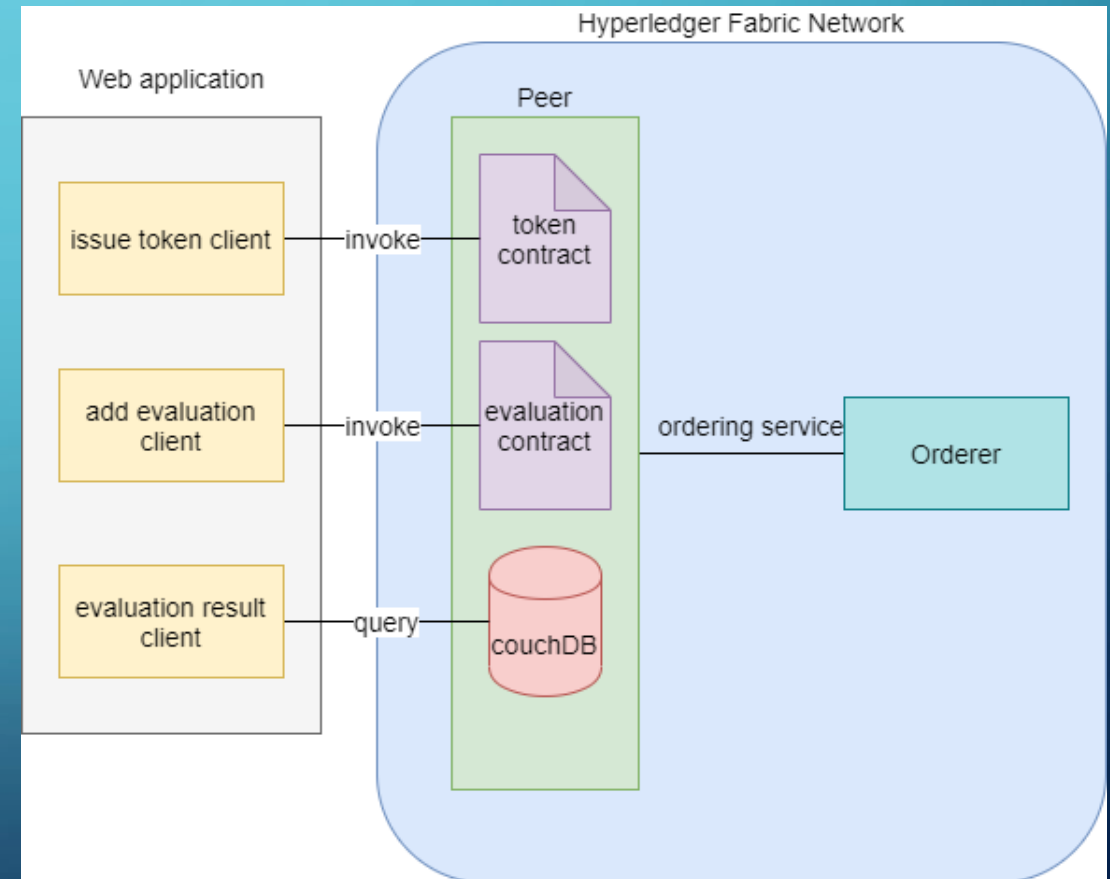 Hyperledger Fabric Network
Web application
Peer
issue token client
invoke
token
contract
add evaluation
client
invoke
evaluation
contract
ordering service
Orderer
evaluation result
client
query
couchDB